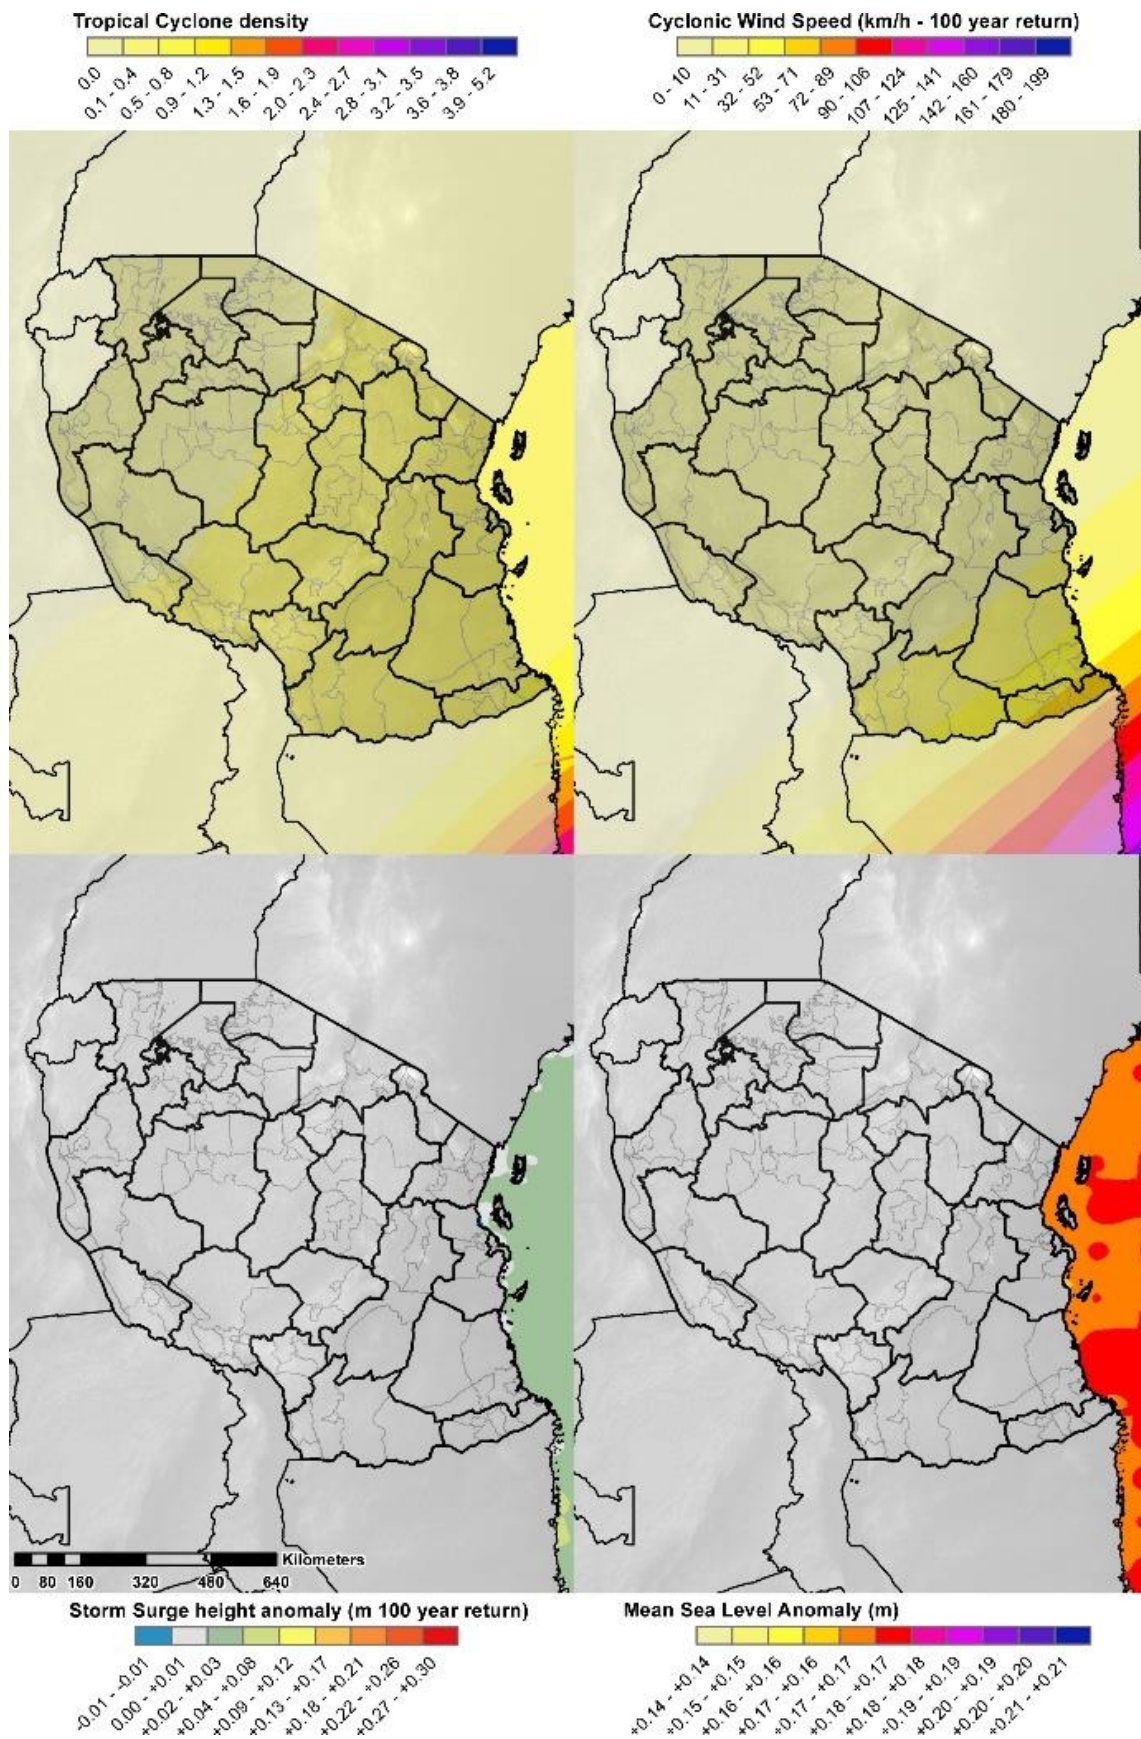 Tropical Cyclone density
0.0
0.1 - 0.4
0.5 - 0.8
0.9 - 1.2
1.3 - 1.5
1.6 - 1.9
2.0 - 2.3
2.4 - 2.7
2.8 - 3.1
3.2 - 3.5
3.6 - 3.8
3.9 - 5.2
Cyclonic Wind Speed (km/h - 100 year return)
0 - 10
11 - 31
32 - 52
53 - 71
72 - 89
90 - 106
107 - 124
125 - 141
142 - 160
161 - 179
180 - 199
Kilometers
0 80 160 320 480 640
Storm Surge height anomaly (m 100 year return)
-0.01 - -0.01
0.00 - +0.01
+0.02 - +0.03
+0.04 - +0.08
+0.09 - +0.12
+0.13 - +0.17
+0.18 - +0.21
+0.22 - +0.26
+0.27 - +0.30
Mean Sea Level Anomaly (m)
+0.14 - +0.14
+0.15 - +0.15
+0.16 - +0.16
+0.17 - +0.16
+0.17 - +0.17
+0.18 - +0.17
+0.18 - +0.18
+0.19 - +0.19
+0.20 - +0.19
+0.20 - +0.20
+0.21 - +0.21